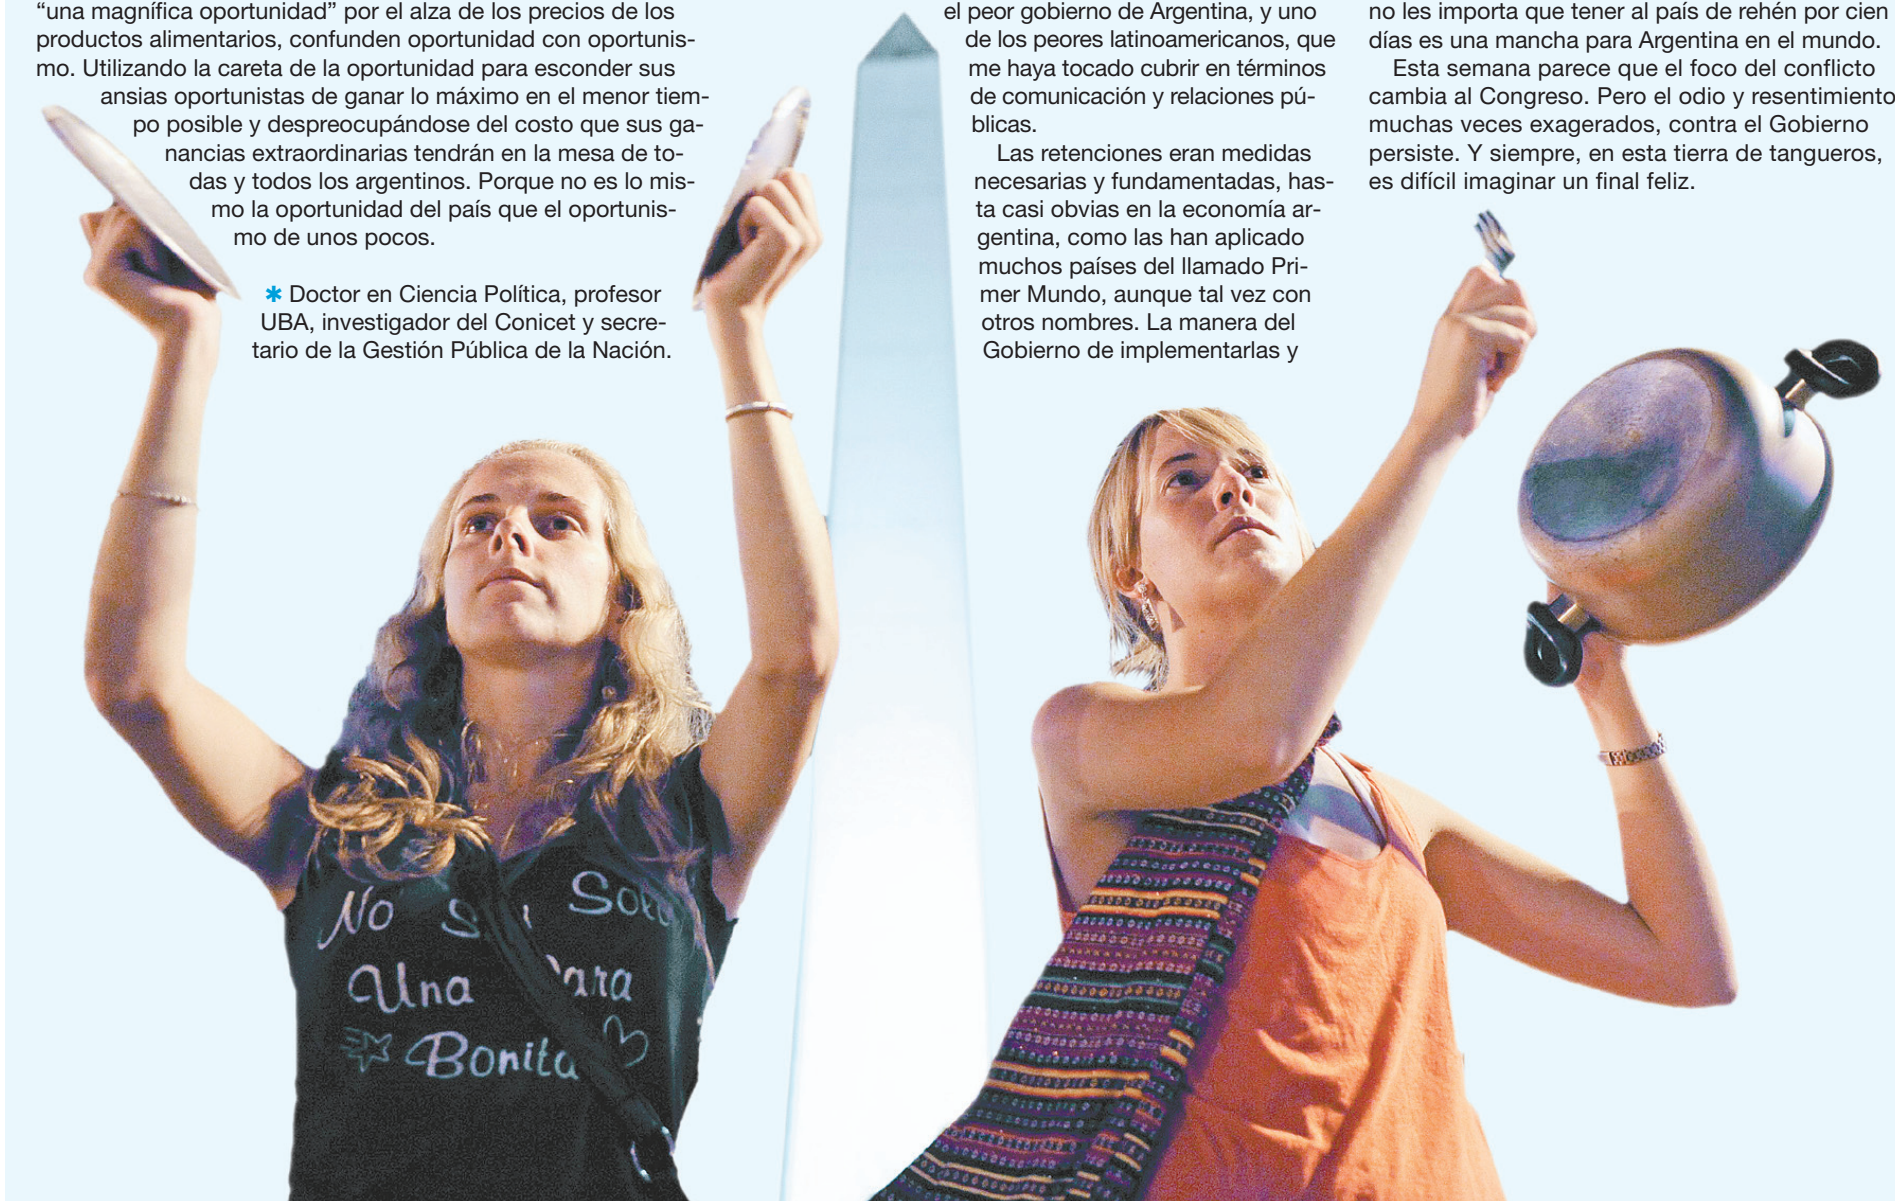 “una magnífica oportunidad” por el alza de los precios de los
productos alimentarios, confunden oportunidad con oportunis-
mo. Utilizando la careta de la oportunidad para esconder sus
ansias oportunistas de ganar lo máximo en el menor tiem-
po posible y despreocupándose del costo que sus ga-
nancias extraordinarias tendrán en la mesa de to-
das y todos los argentinos. Porque no es lo mis-
mo la oportunidad del país que el oportunis-
mo de unos pocos.
✱ Doctor en Ciencia Política, profesor
UBA, investigador del Conicet y secre-
tario de la Gestión Pública de la Nación.
el peor gobierno de Argentina, y uno
de los peores latinoamericanos, que
me haya tocado cubrir en términos
de comunicación y relaciones pú-
blicas.
Las retenciones eran medidas
necesarias y fundamentadas, has-
ta casi obvias en la economía ar-
gentina, como las han aplicado
muchos países del llamado Pri-
mer Mundo, aunque tal vez con
otros nombres. La manera del
Gobierno de implementarlas y
no les importa que tener al país de rehén por cien
días es una mancha para Argentina en el mundo.
Esta semana parece que el foco del conflicto
cambia al Congreso. Pero el odio y resentimiento
muchas veces exagerados, contra el Gobierno
persiste. Y siempre, en esta tierra de tangueros,
es difícil imaginar un final feliz.
No
Una
Bonita